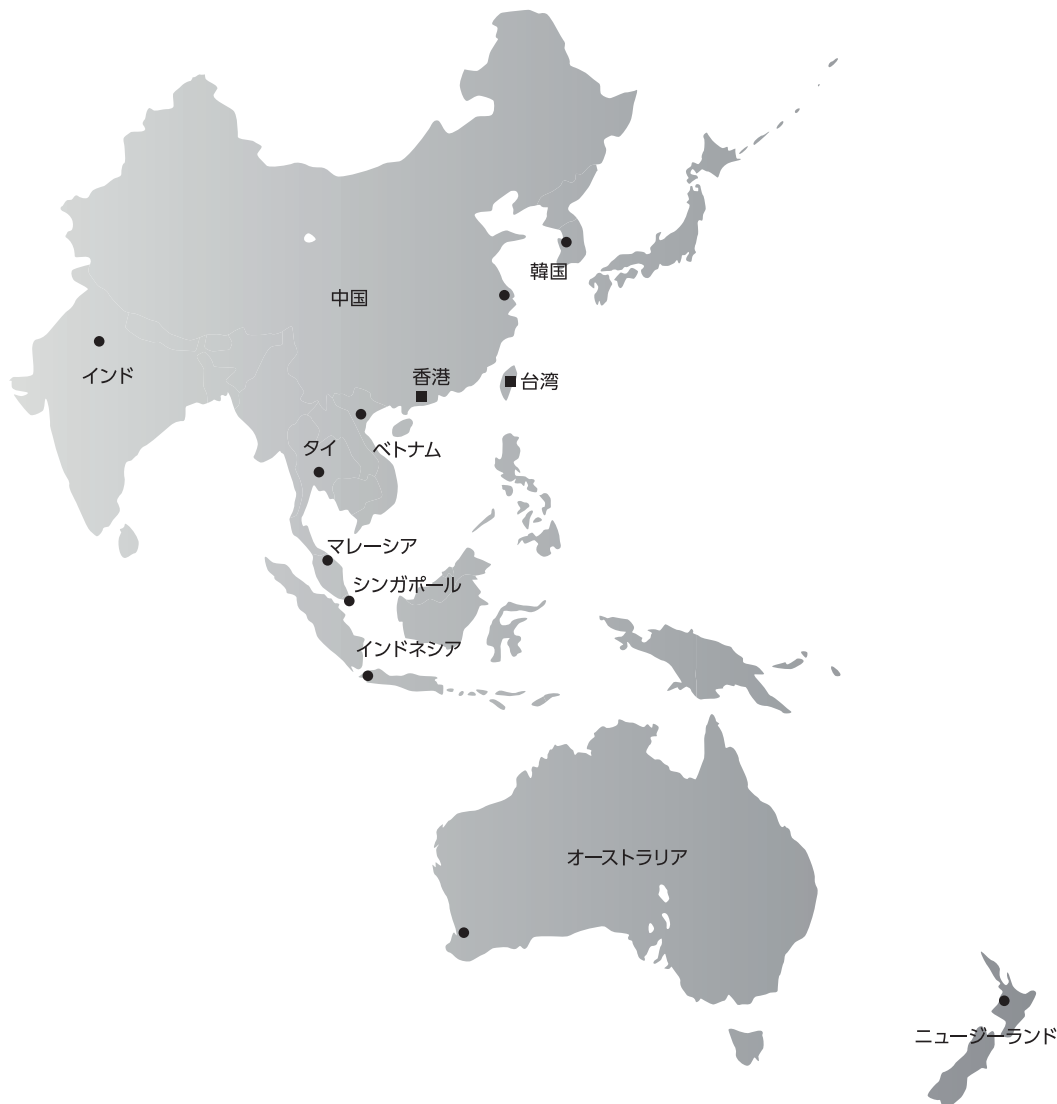 韓国
中国
インド
香港
台湾
タイ
ベトナム
マレーシア
シンガポール
インドネシア
オーストラリア
ニュージーランド